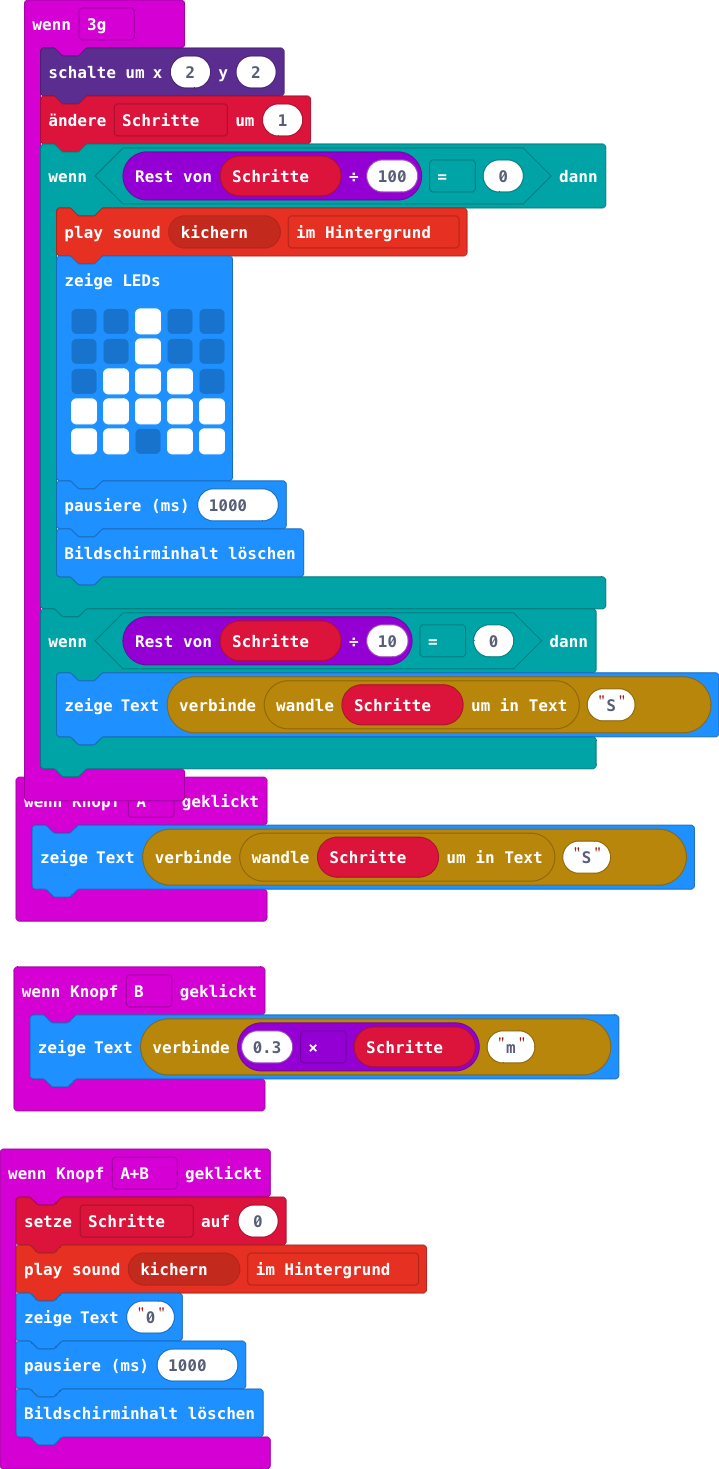 wenn 3g
schalte um x 2 y 2
ändere Schritte um 1
wenn Rest von Schritte ÷ 100 = 0 dann
play sound kichern im Hintergrund
zeige LEDs
pausiere (ms) 1000
Bildschirminhalt löschen
wenn Rest von Schritte ÷ 10 = 0 dann
zeige Text verbinde wandle Schritte um in Text "S"
wenn Knopf A geklickt
zeige Text verbinde wandle Schritte um in Text "S"
wenn Knopf B geklickt
zeige Text verbinde 0.3 × Schritte "m"
wenn Knopf A+B geklickt
setze Schritte auf 0
play sound kichern im Hintergrund
zeige Text "0"
pausiere (ms) 1000
Bildschirminhalt löschen